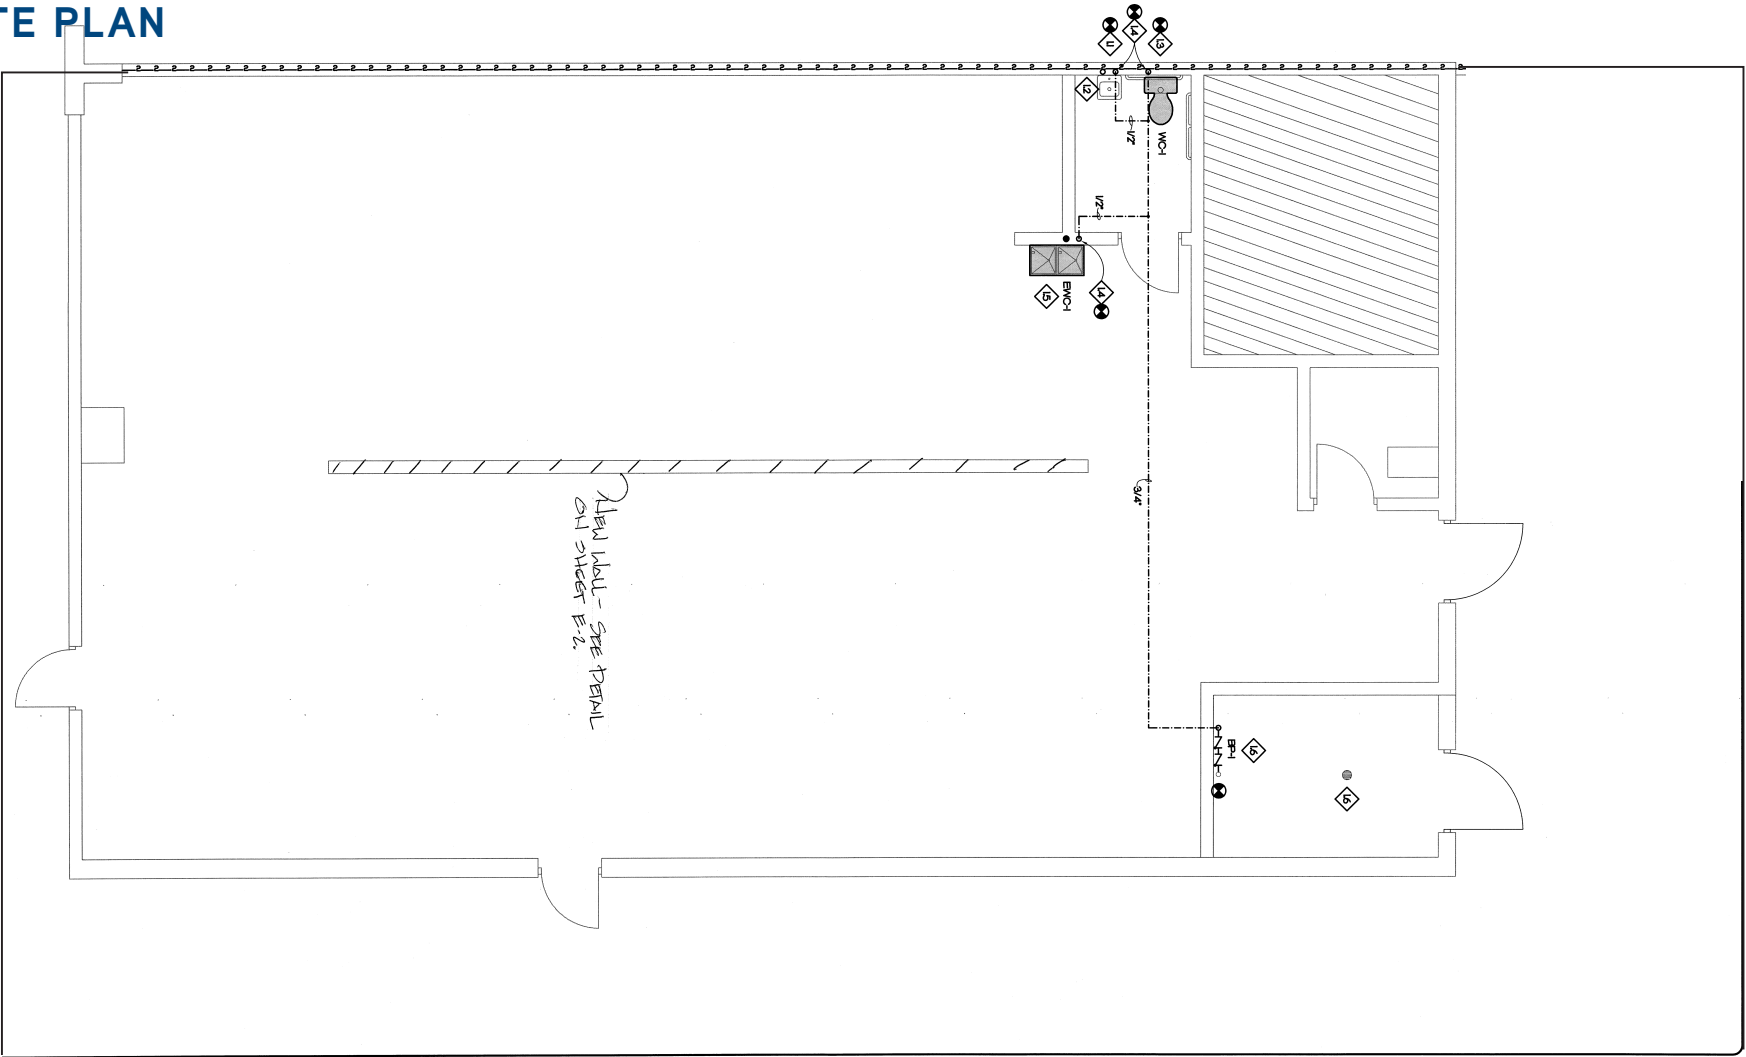 TE PLAN
L1
L4
L3
L2
1/2"
WC-1
1/2"
L4
EWC-1
L5
3/4"
NEW WALL - SEE DETAIL
ON SHEET E-2.
BP-1
L6
L6